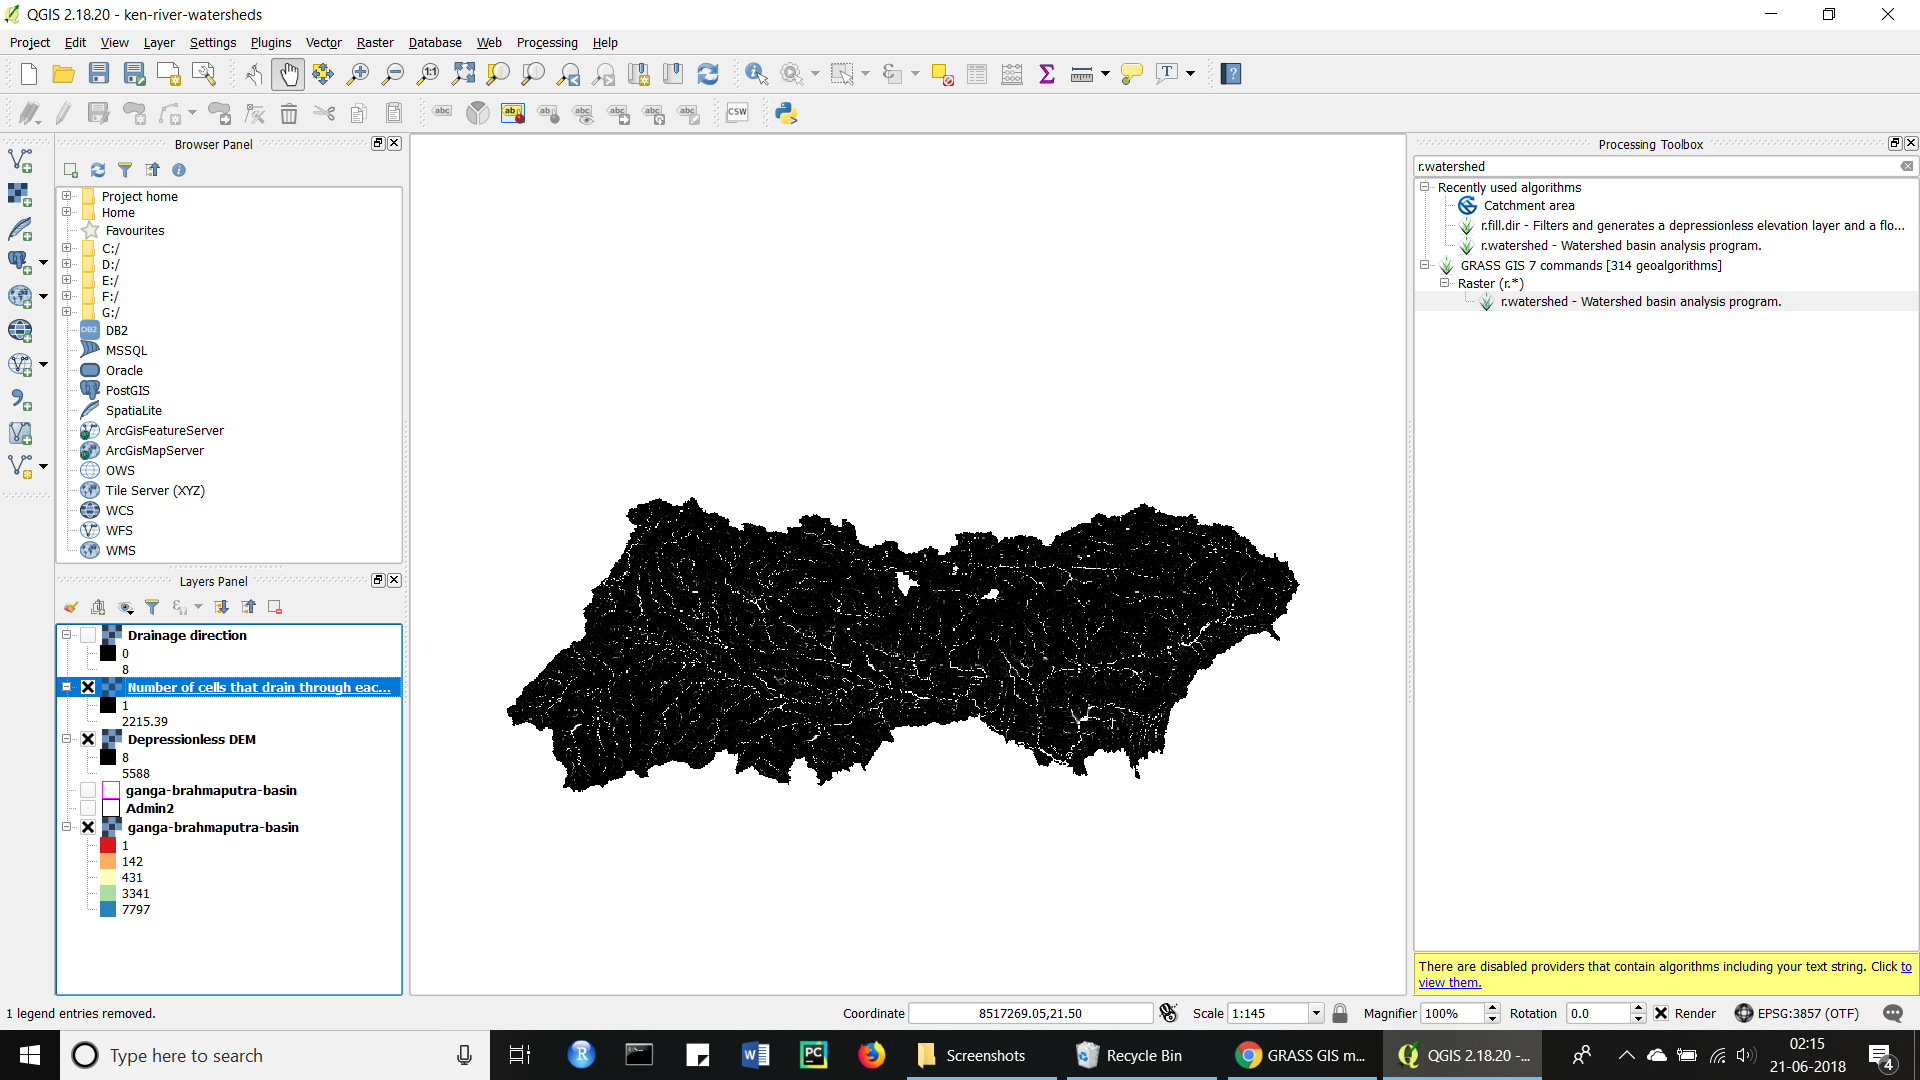 QGIS 2.18.20 - ken-river-watersheds
Project Edit View Layer Settings Plugins Vector Raster Database Web Processing Help
Browser Panel
Project home
Home
Favourites
C:/
D:/
E:/
F:/
G:/
DB2
MSSQL
Oracle
PostGIS
SpatiaLite
ArcGisFeatureServer
ArcGisMapServer
OWS
Tile Server (XYZ)
WCS
WFS
WMS
Layers Panel
Drainage direction
0
8
Number of cells that drain through eac...
1
2215.39
Depressionless DEM
8
5588
ganga-brahmaputra-basin
Admin2
ganga-brahmaputra-basin
1
142
431
3341
7797
Processing Toolbox
r.watershed
Recently used algorithms
Catchment area
r.fill.dir - Filters and generates a depressionless elevation layer and a flo...
r.watershed - Watershed basin analysis program.
GRASS GIS 7 commands [314 geoalgorithms]
Raster (r.*)
r.watershed - Watershed basin analysis program.
There are disabled providers that contain algorithms including your text string. Click to
view them.
1 legend entries removed.
Coordinate 8517269.05,21.50 Scale 1:145 Magnifier 100% Rotation 0.0 Render EPSG:3857 (OTF)
Type here to search
Screenshots
Recycle Bin
GRASS GIS m...
QGIS 2.18.20 -...
02:15
21-06-2018
4